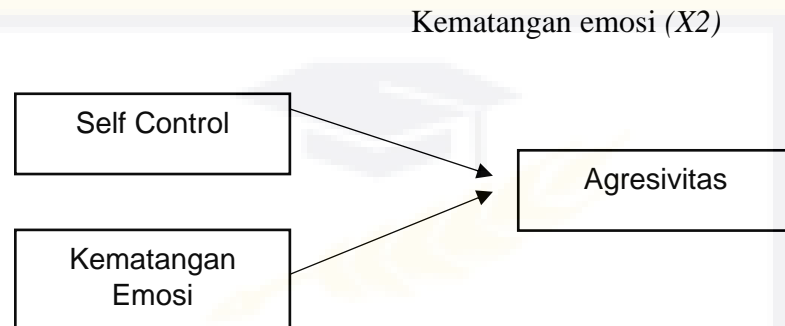 Kematangan emosi (X2)
Self Control
Agresivitas
Kematangan
Emosi